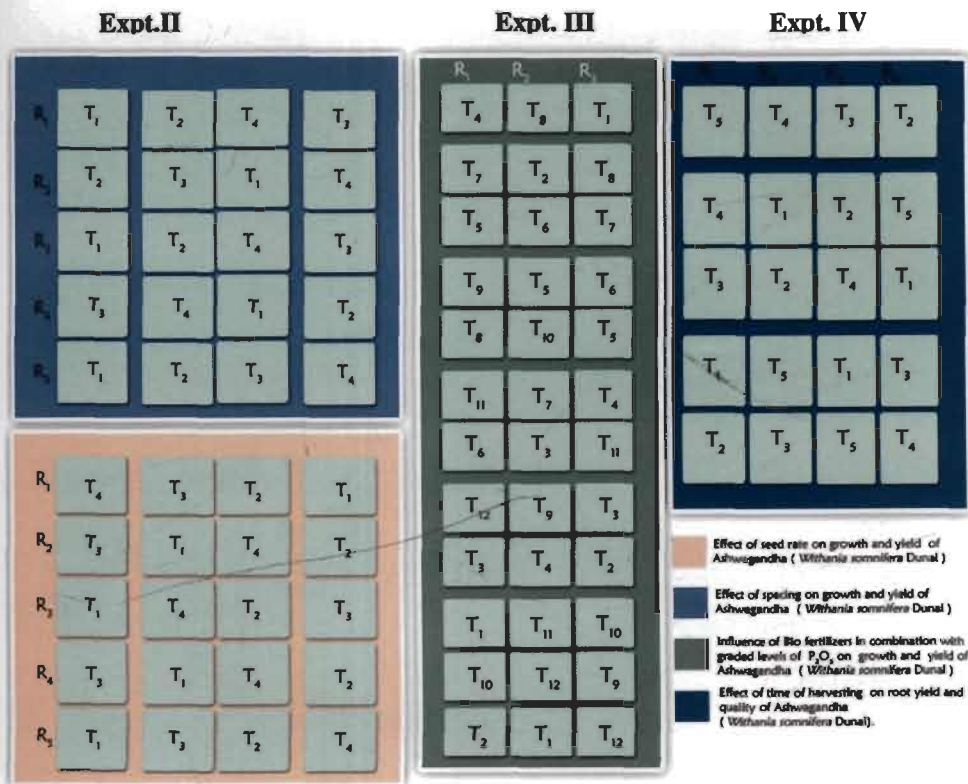 Expt.II
Expt. III
Expt. IV
R₁ T₁ T₂ T₄ T₃
R₂ T₂ T₃ T₁ T₄
R₃ T₁ T₂ T₄ T₃
R₄ T₃ T₄ T₁ T₂
R₅ T₁ T₂ T₃ T₄
R₁ T₄ T₃ T₂ T₁
R₂ T₃ T₁ T₄ T₂
R₃ T₁ T₄ T₂ T₃
R₄ T₃ T₁ T₄ T₂
R₅ T₁ T₃ T₂ T₄
R₁ R₂ R₃
T₄ T₈ T₁
T₇ T₂ T₈
T₅ T₆ T₇
T₉ T₅ T₆
T₈ T₁₀ T₅
T₁₁ T₇ T₄
T₆ T₃ T₁₁
T₁₂ T₉ T₃
T₃ T₄ T₂
T₁ T₁₁ T₁₀
T₁₀ T₁₂ T₉
T₂ T₁ T₁₂
T₅ T₄ T₃ T₂
T₄ T₁ T₂ T₅
T₃ T₂ T₄ T₁
T₅ T₁ T₃
T₂ T₃ T₅ T₄
Effect of seed rate on growth and yield of
Ashwagandha ( Withania somnifera Dunal )
Effect of spacing on growth and yield of
Ashwagandha ( Withania somnifera Dunal )
Influence of Bio fertilizers in combination with
graded levels of P₂O₅ on growth and yield of
Ashwagandha ( Withania somnifera Dunal )
Effect of time of harvesting on root yield and
quality of Ashwagandha
( Withania somnifera Dunal).